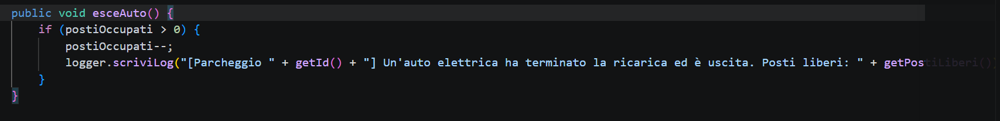 public void esceAuto() {
    if (postiOccupati > 0) {
        postiOccupati--;
        logger.scriviLog("[Parcheggio " + getId() + "] Un'auto elettrica ha terminato la ricarica ed è uscita. Posti liberi: " + getPostiLiberi())
    }
}